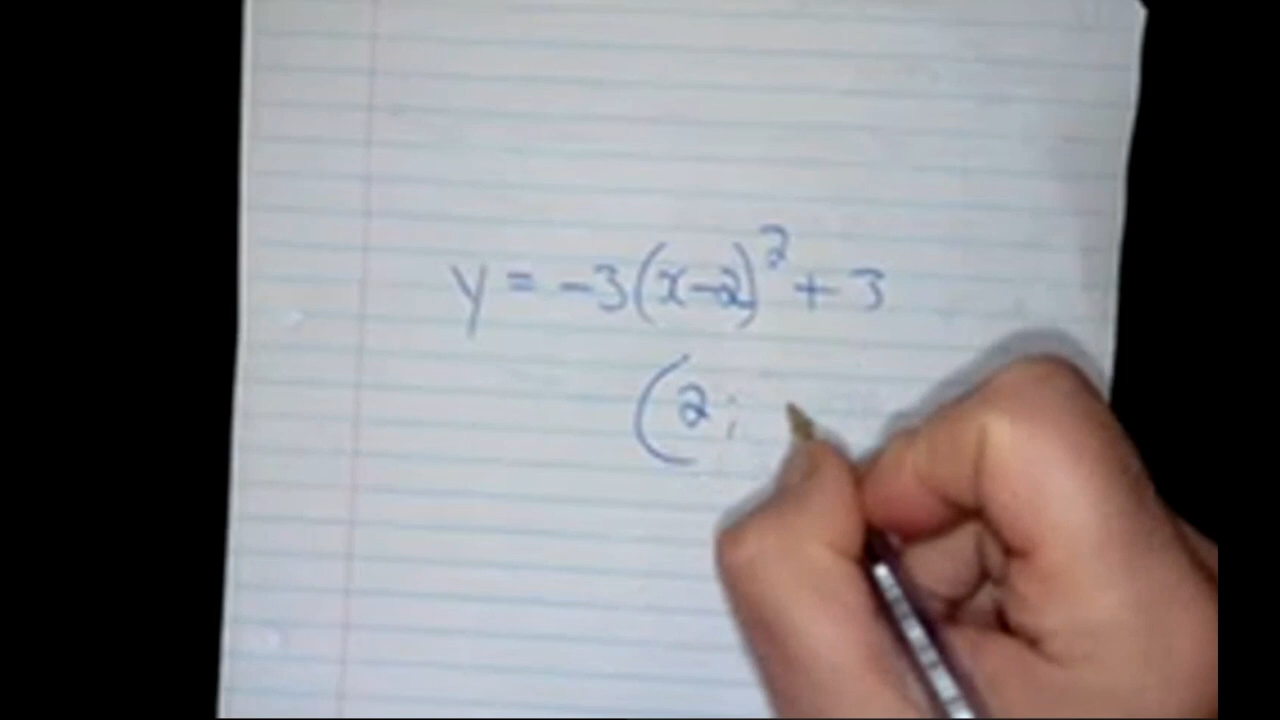 y = -3(x-2)² + 3
(2;